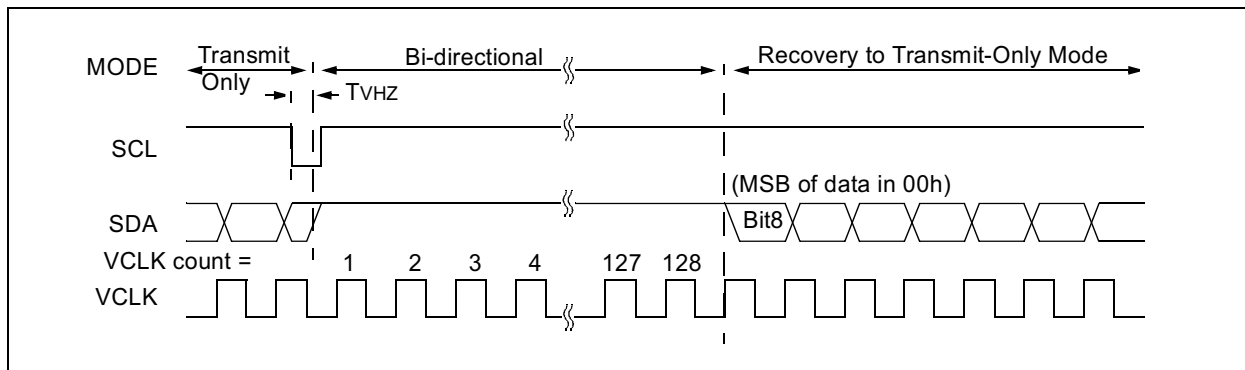 MODE
Transmit
Only
Bi-directional
Recovery to Transmit-Only Mode
TVHZ
SCL
(MSB of data in 00h)
SDA
Bit8
VCLK count = 1 2 3 4 127 128
VCLK